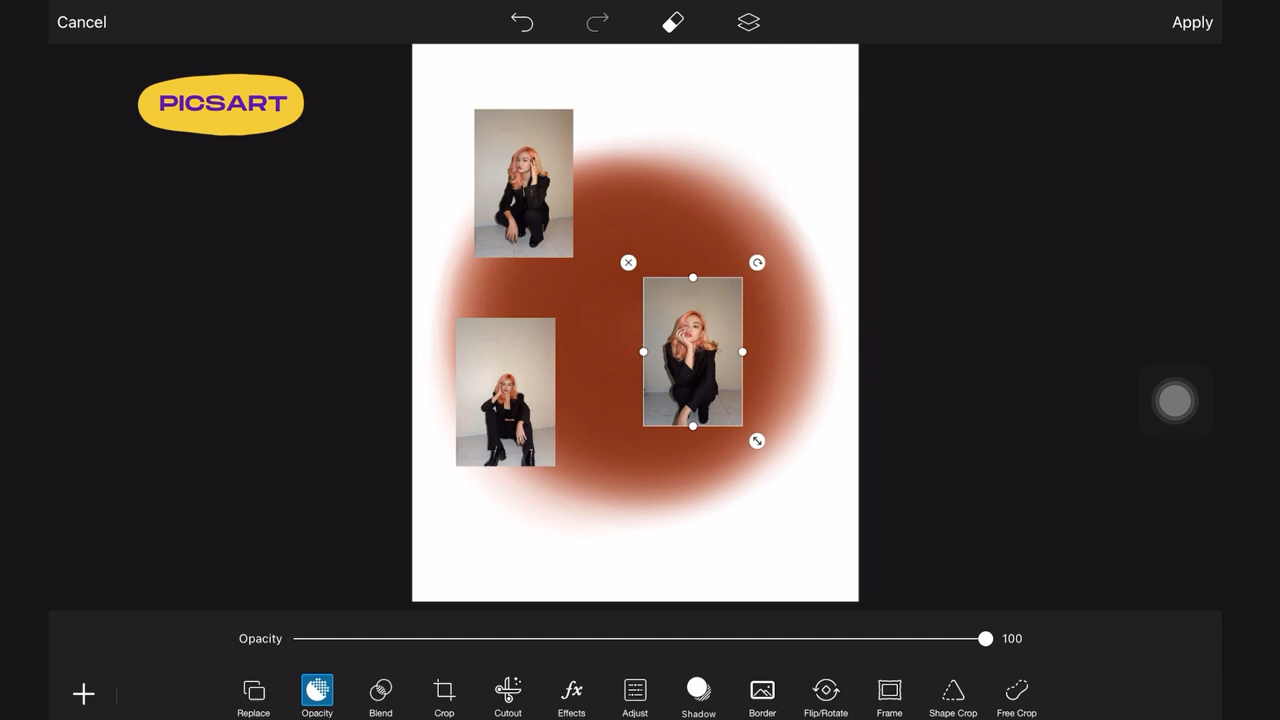 Cancel
Apply
PICSART
Opacity
100
Replace
Opacity
Blend
Crop
Cutout
Effects
Adjust
Shadow
Border
Flip/Rotate
Frame
Shape Crop
Free Crop